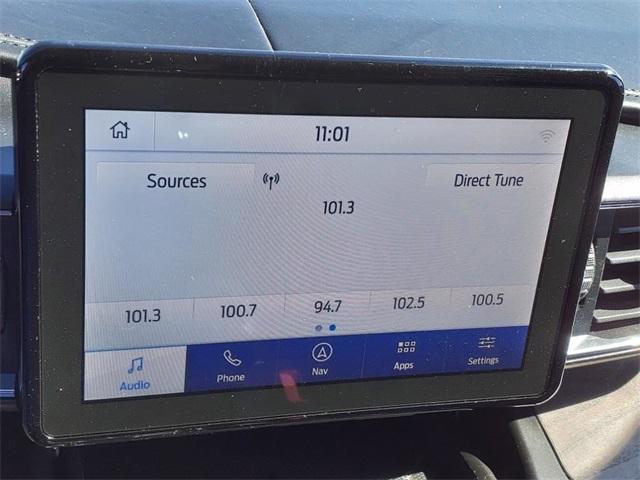 11:01
Sources
Direct Tune
101.3
101.3 100.7 94.7 102.5 100.5
Audio Phone Nav Apps Settings